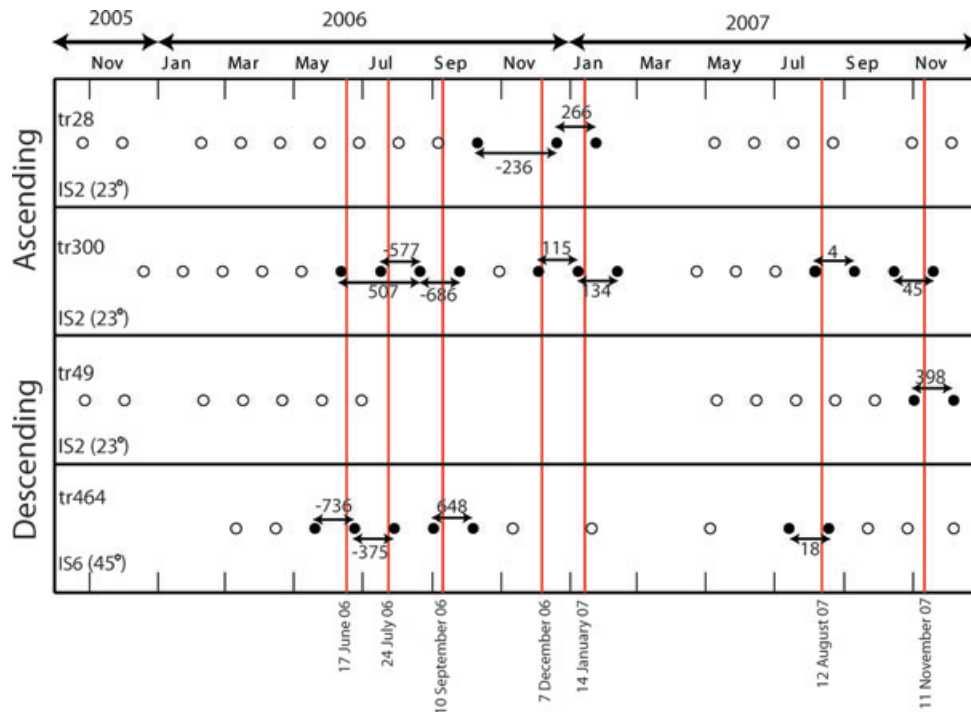 2005 2006 2007
Nov Jan Mar May Jul Sep Nov Jan Mar May Jul Sep Nov
Ascending
tr28
266
-236
IS2 (23°)
tr300
-577 115 4
507 -686 134 45
IS2 (23°)
Descending
tr49
398
IS2 (23°)
tr464
-736 648
-375 18
IS6 (45°)
17 June 06
24 July 06
10 September 06
7 December 06
14 January 07
12 August 07
11 November 07